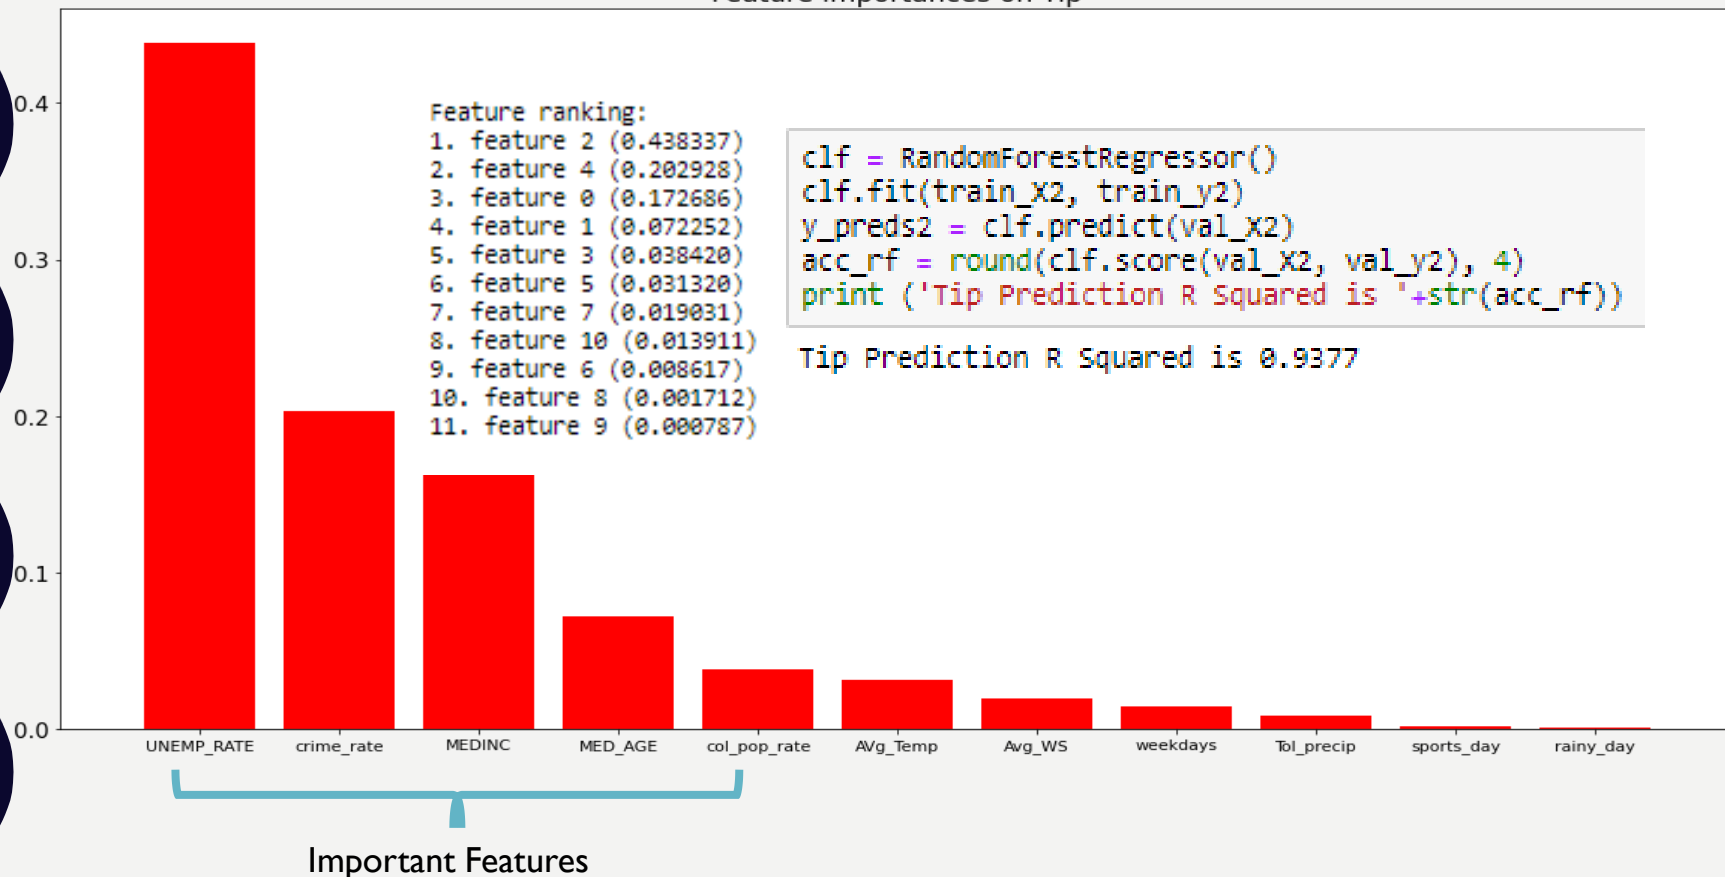 Feature importances on Tip
0.4
0.3
0.2
0.1
0.0
Feature ranking:
1. feature 2 (0.438337)
2. feature 4 (0.202928)
3. feature 0 (0.172686)
4. feature 1 (0.072252)
5. feature 3 (0.038420)
6. feature 5 (0.031320)
7. feature 7 (0.019031)
8. feature 10 (0.013911)
9. feature 6 (0.008617)
10. feature 8 (0.001712)
11. feature 9 (0.000787)
clf = RandomForestRegressor()
clf.fit(train_X2, train_y2)
y_preds2 = clf.predict(val_X2)
acc_rf = round(clf.score(val_X2, val_y2), 4)
print ('Tip Prediction R Squared is '+str(acc_rf))
Tip Prediction R Squared is 0.9377
UNEMP_RATE crime_rate MEDINC MED_AGE col_pop_rate AVg_Temp Avg_WS weekdays Tol_precip sports_day rainy_day
Important Features